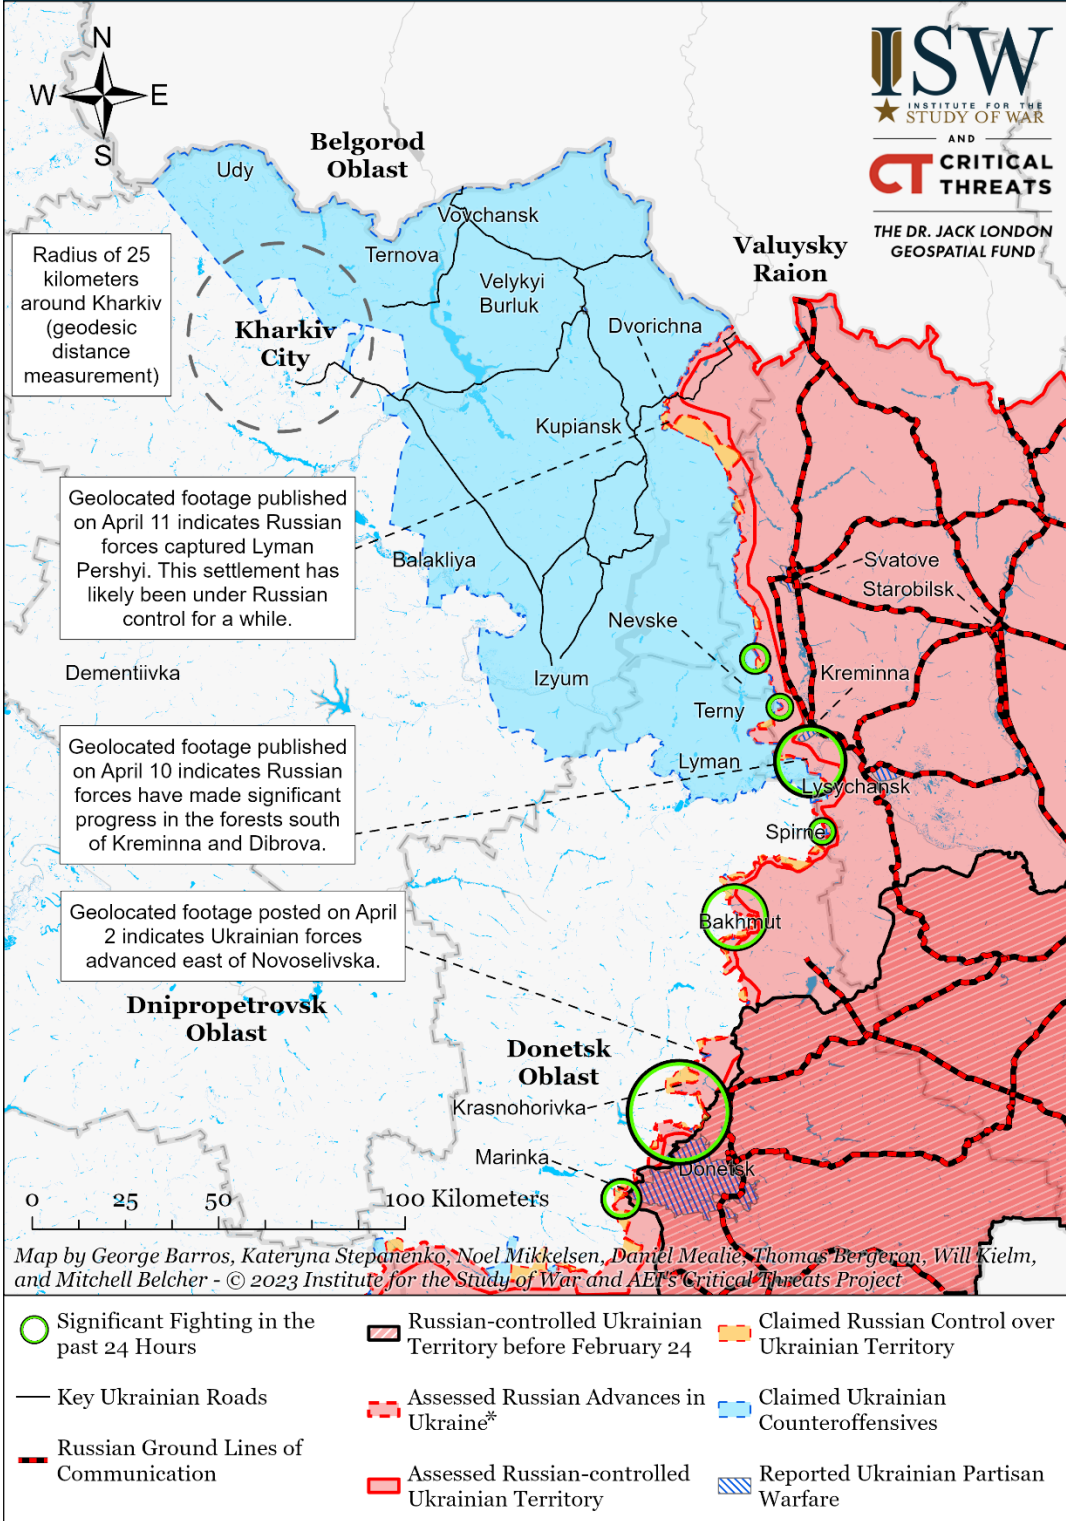 N
W
E
S
ISW
INSTITUTE FOR THE
STUDY OF WAR
AND
CT CRITICAL
THREATS
THE DR. JACK LONDON
GEOSPATIAL FUND
Belgorod
Oblast
Udy
Vovchansk
Ternova
Valuysky
Raion
Radius of 25
kilometers
around Kharkiv
(geodesic
distance
measurement)
Velykyi
Burluk
Kharkiv
City
Dvorichna
Kupiansk
Geolocated footage published
on April 11 indicates Russian
forces captured Lyman
Pershyi. This settlement has
likely been under Russian
control for a while.
Balakliya
Svatove
Starobilsk
Nevske
Dementiivka
Izyum
Kreminna
Terny
Geolocated footage published
on April 10 indicates Russian
forces have made significant
progress in the forests south
of Kreminna and Dibrova.
Lyman
Lysychansk
Spirne
Geolocated footage posted on April
2 indicates Ukrainian forces
advanced east of Novoselivska.
Bakhmut
Dnipropetrovsk
Oblast
Donetsk
Oblast
Krasnohorivka
Marinka
Donetsk
0 25 50 100 Kilometers
Map by George Barros, Kateryna Stepanenko, Noel Mikkelsen, Daniel Mealie, Thomas Bergeron, Will Kielm,
and Mitchell Belcher - © 2023 Institute for the Study of War and AEI's Critical Threats Project
Significant Fighting in the
past 24 Hours
Key Ukrainian Roads
Russian Ground Lines of
Communication
Russian-controlled Ukrainian
Territory before February 24
Assessed Russian Advances in
Ukraine*
Assessed Russian-controlled
Ukrainian Territory
Claimed Russian Control over
Ukrainian Territory
Claimed Ukrainian
Counteroffensives
Reported Ukrainian Partisan
Warfare